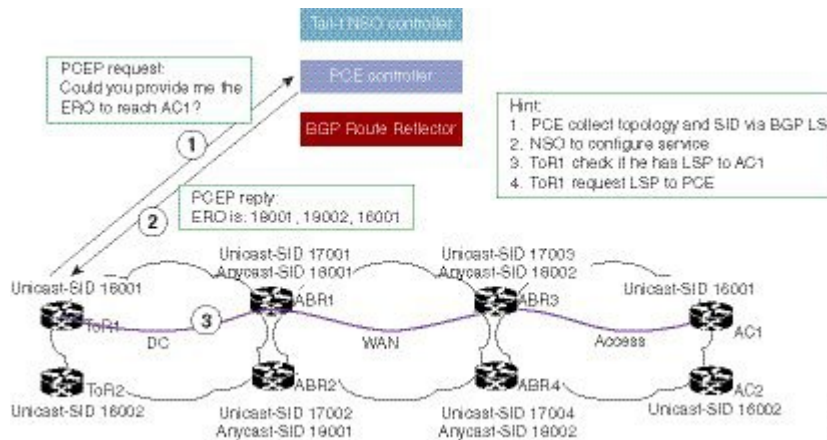 Tail-f NSO controller
PCEP request:
Could you provide me the
ERO to reach AC1?
PCE controller
BGP Route Reflector
Hint:
1. PCE collect topology and SID via BGP LS
2. NSO to configure service
3. ToR1 check if he has LSP to AC1
4. ToR1 request LSP to PCE
1
2
PCEP reply:
ERO is: 18001, 19002, 16001
Unicast-SID 17001
Anycast-SID 18001
Unicast-SID 17003
Anycast-SID 18002
Unicast-SID 16001
Unicast-SID 16001
ABR1
ABR3
ToR1
3
AC1
DC
WAN
Access
ToR2
ABR2
ABR4
AC2
Unicast-SID 16002
Unicast-SID 17002
Anycast-SID 19001
Unicast-SID 17004
Anycast-SID 19002
Unicast-SID 16002